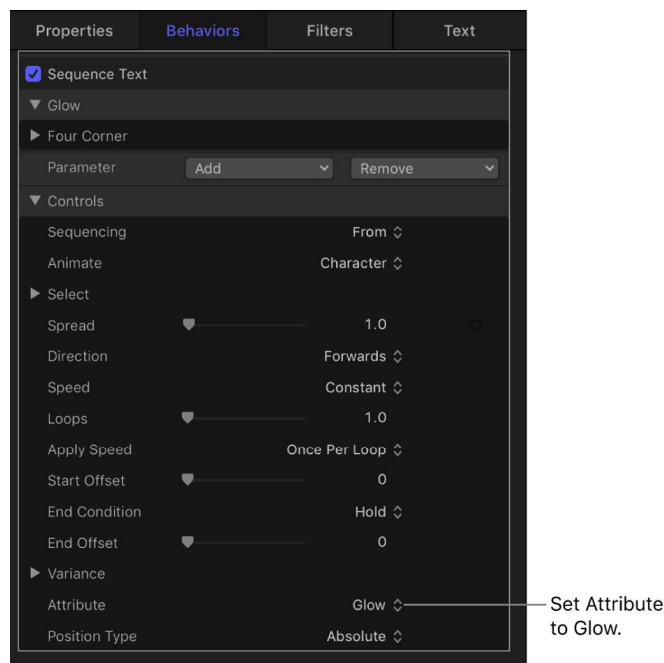 Properties Behaviors Filters Text
Sequence Text
Glow
Four Corner
Parameter Add Remove
Controls
Sequencing From
Animate Character
Select
Spread 1.0
Direction Forwards
Speed Constant
Loops 1.0
Apply Speed Once Per Loop
Start Offset 0
End Condition Hold
End Offset 0
Variance
Attribute Glow
Position Type Absolute
Set Attribute
to Glow.